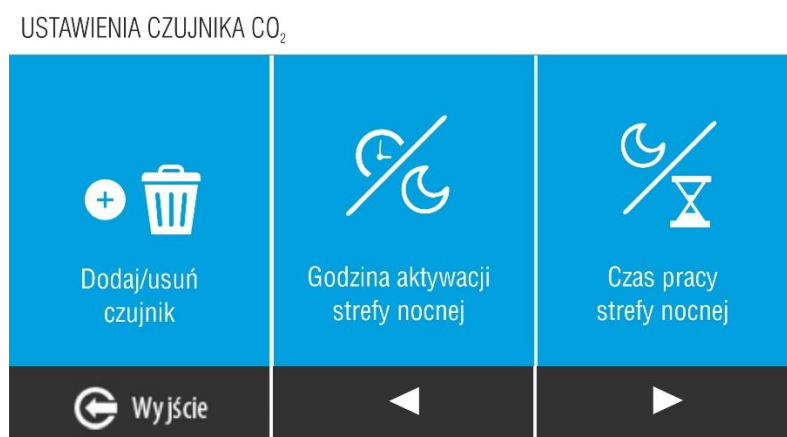 USTAWIENIA CZUJNIKA CO₂
Dodaj/usuń
czujnik
Godzina aktywacji
strefy nocnej
Czas pracy
strefy nocnej
Wyjście